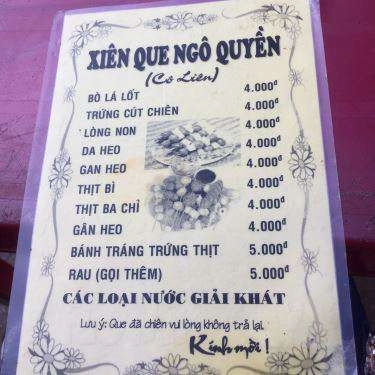 XIÊN QUE NGÔ QUYỀN
(Cô Liên)
BÒ LÁ LỐT 4.000đ
TRỨNG CÚT CHIÊN 4.000đ
LÒNG NON 4.000đ
DA HEO 4.000đ
GAN HEO 4.000đ
THỊT BÌ 4.000đ
THỊT BA CHỈ 4.000đ
GÂN HEO 4.000đ
BÁNH TRÁNG TRỨNG THỊT 5.000đ
RAU (GỌI THÊM) 5.000đ
CÁC LOẠI NƯỚC GIẢI KHÁT
Lưu ý: Que đã chiên vui lòng không trả lại.
Kính mời !